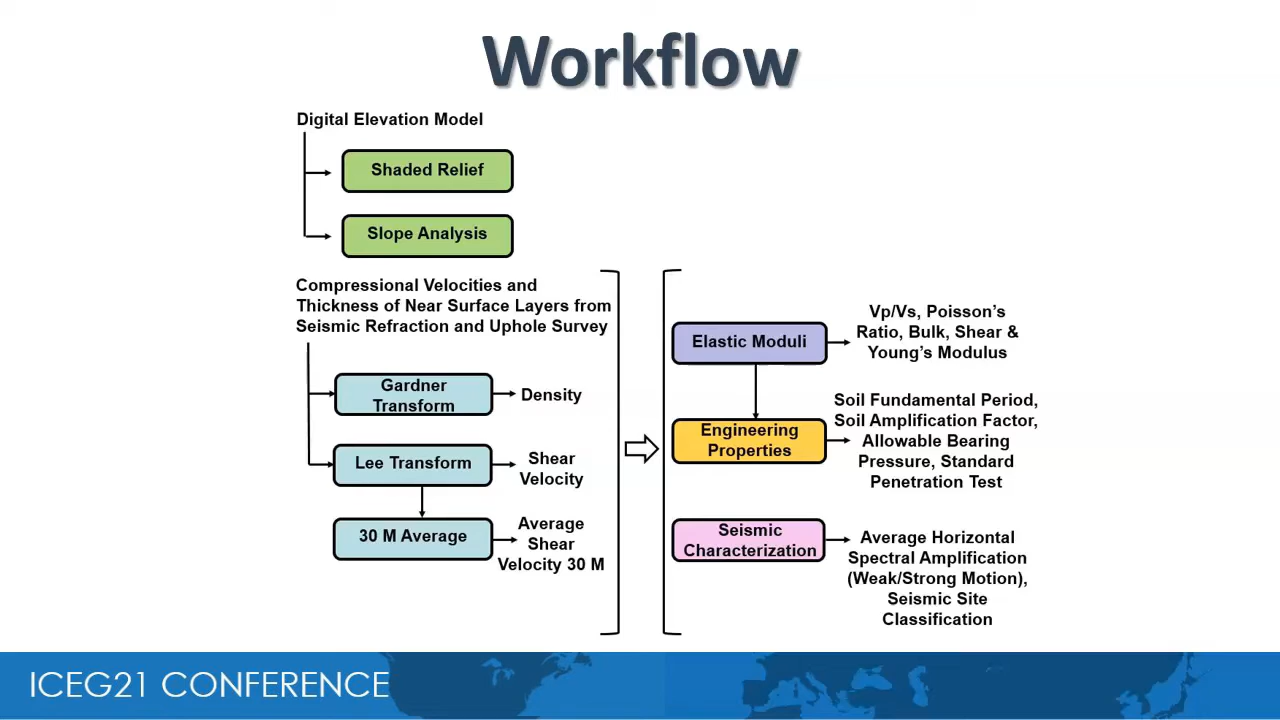 Workflow
Digital Elevation Model
Shaded Relief
Slope Analysis
Compressional Velocities and
Thickness of Near Surface Layers from
Seismic Refraction and Uphole Survey
Gardner
Transform
Density
Lee Transform
Shear
Velocity
30 M Average
Average
Shear
Velocity 30 M
Elastic Moduli
Vp/Vs, Poisson's
Ratio, Bulk, Shear &
Young's Modulus
Engineering
Properties
Soil Fundamental Period,
Soil Amplification Factor,
Allowable Bearing
Pressure, Standard
Penetration Test
Seismic
Characterization
Average Horizontal
Spectral Amplification
(Weak/Strong Motion),
Seismic Site
Classification
ICEG21 CONFERENCE